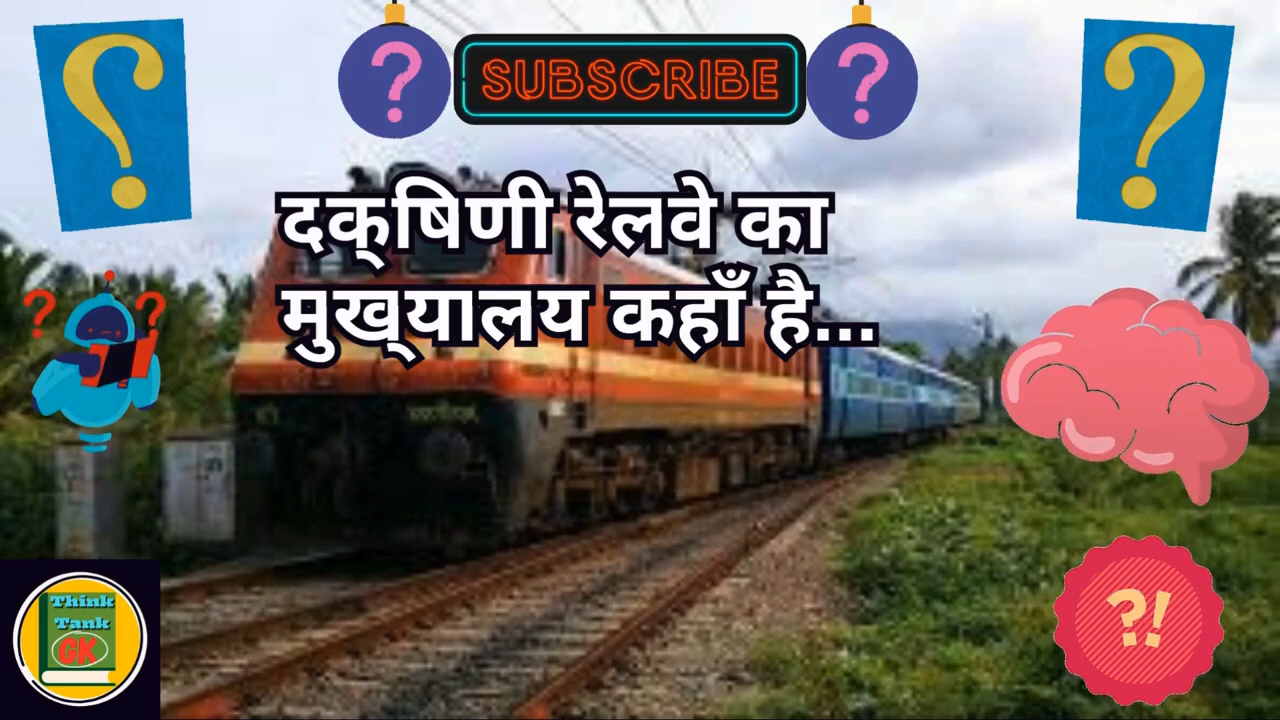 SUBSCRIBE
दक्षिणी रेलवे का
मुख्यालय कहाँ है...
Think
Tank
GK